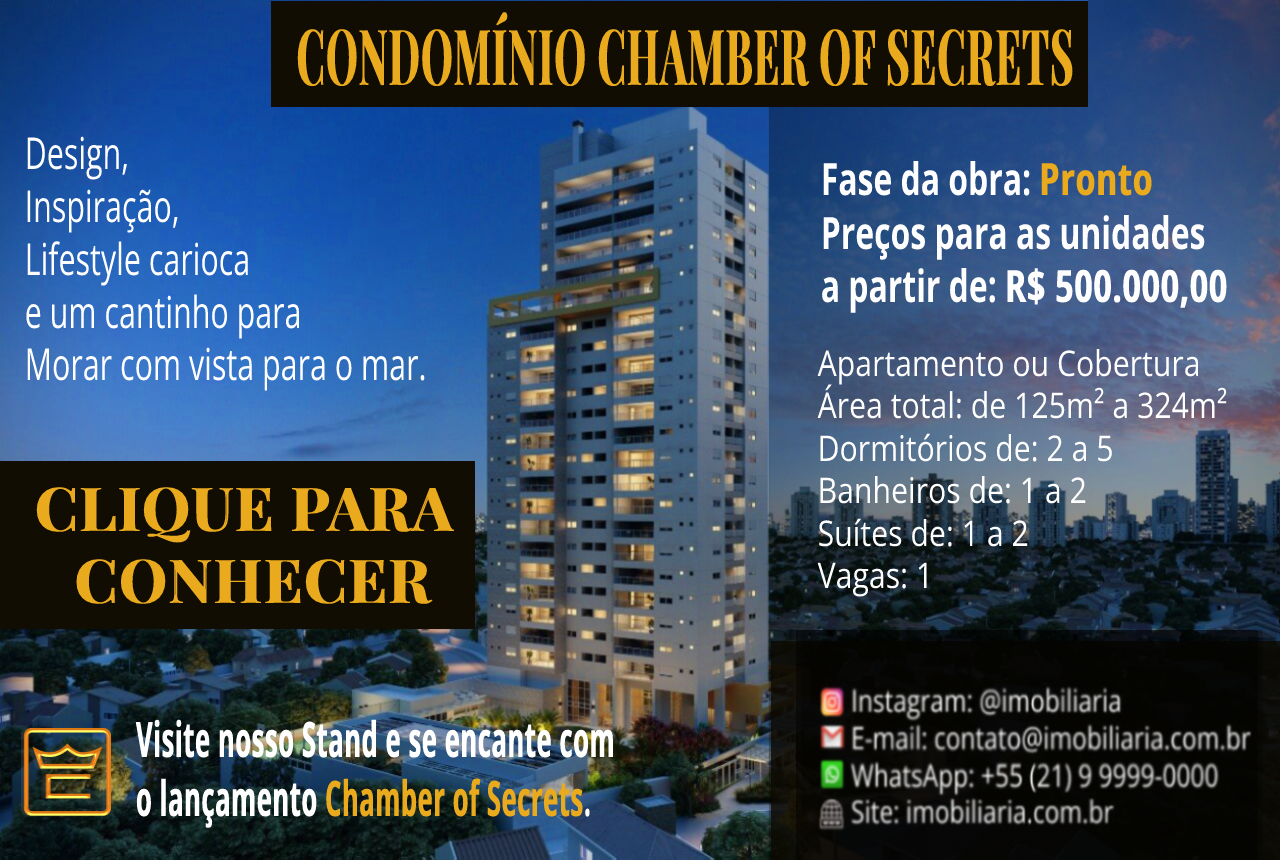 CONDOMÍNIO CHAMBER OF SECRETS
Design,
Inspiração,
Lifestyle carioca
e um cantinho para
Morar com vista para o mar.
Fase da obra: Pronto
Preços para as unidades
a partir de: R$ 500.000,00
Apartamento ou Cobertura
Área total: de 125m² a 324m²
Dormitórios de: 2 a 5
Banheiros de: 1 a 2
Suítes de: 1 a 2
Vagas: 1
CLIQUE PARA
CONHECER
Visite nosso Stand e se encante com
o lançamento Chamber of Secrets.
Instagram: @imobiliaria
E-mail: contato@imobiliaria.com.br
WhatsApp: +55 (21) 9 9999-0000
Site: imobiliaria.com.br